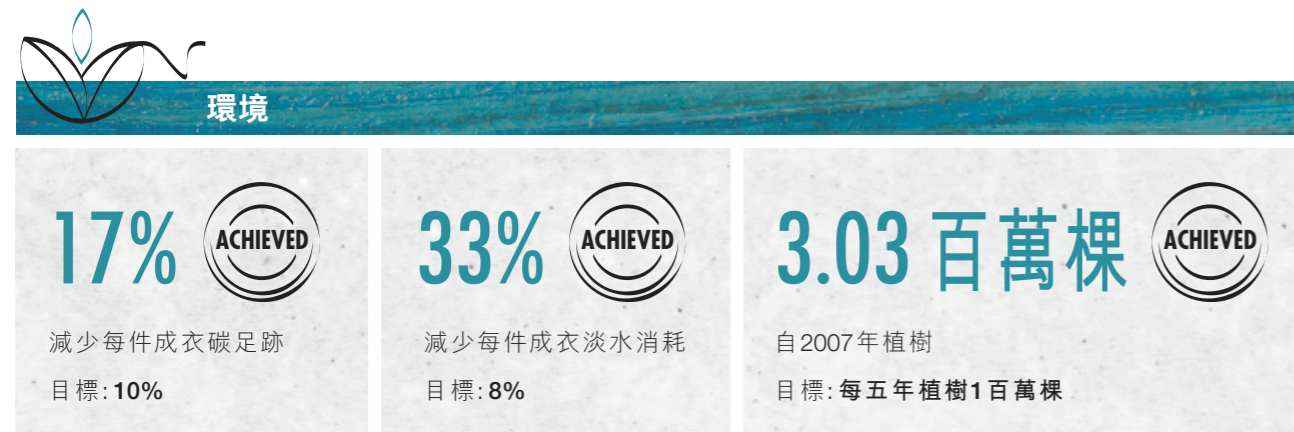 環境
17%
ACHIEVED
減少每件成衣碳足跡
目標:10%
33%
ACHIEVED
減少每件成衣淡水消耗
目標:8%
3.03 百萬棵
ACHIEVED
自2007年植樹
目標:每五年植樹1百萬棵